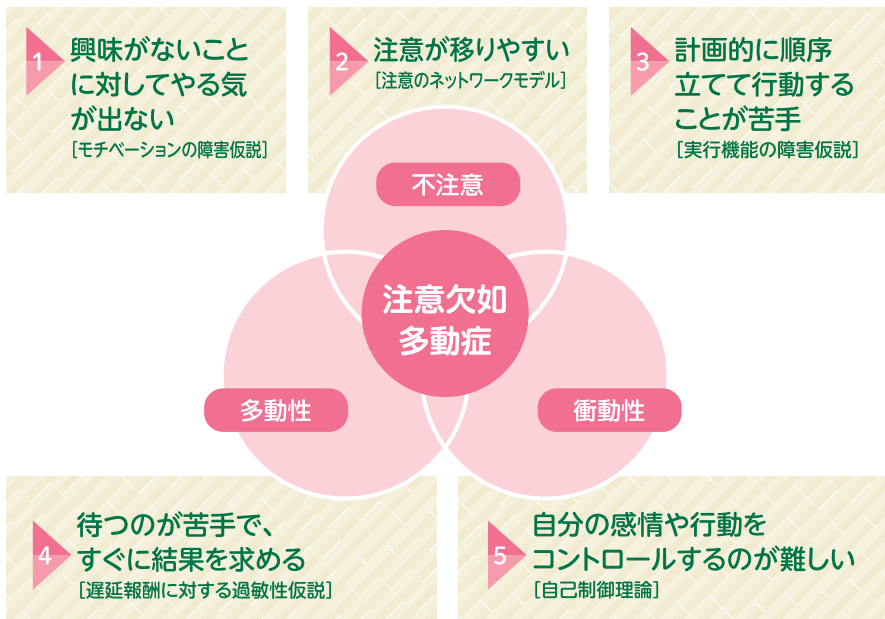 1
興味がないこと
に対してやる気
が出ない
[モチベーションの障害仮説]
2
注意が移りやすい
[注意のネットワークモデル]
3
計画的に順序
立てて行動する
ことが苦手
[実行機能の障害仮説]
不注意
注意欠如
多動症
多動性
衝動性
4
待つのが苦手で、
すぐに結果を求める
[遅延報酬に対する過敏性仮説]
5
自分の感情や行動を
コントロールするのが難しい
[自己制御理論]